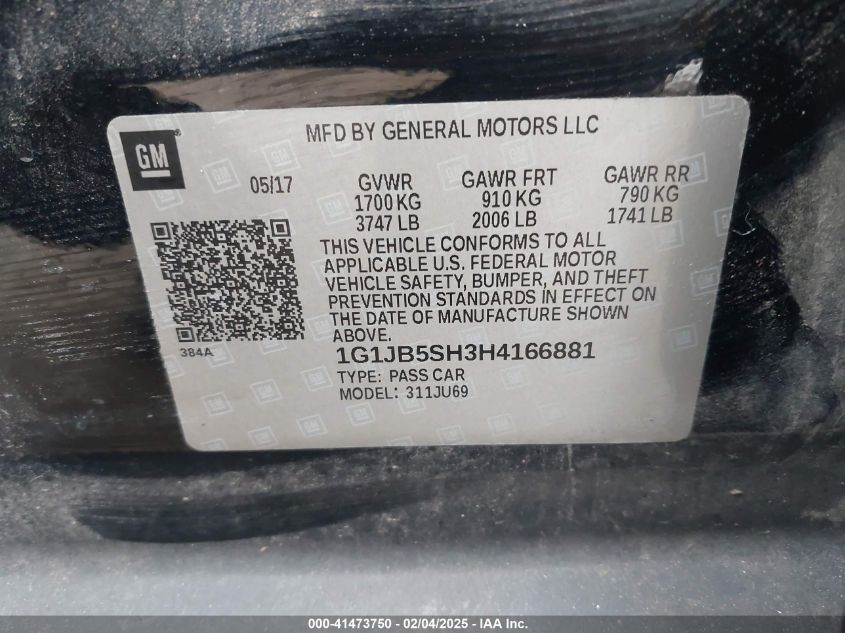 MFD BY GENERAL MOTORS LLC
GM
05/17
GVWR GAWR FRT GAWR RR
1700 KG 910 KG 790 KG
3747 LB 2006 LB 1741 LB
THIS VEHICLE CONFORMS TO ALL
APPLICABLE U.S. FEDERAL MOTOR
VEHICLE SAFETY, BUMPER, AND THEFT
PREVENTION STANDARDS IN EFFECT ON
THE DATE OF MANUFACTURE SHOWN
ABOVE.
384A
1G1JB5SH3H4166881
TYPE: PASS CAR
MODEL: 311JU69
000-41473750 - 02/04/2025 - IAA Inc.